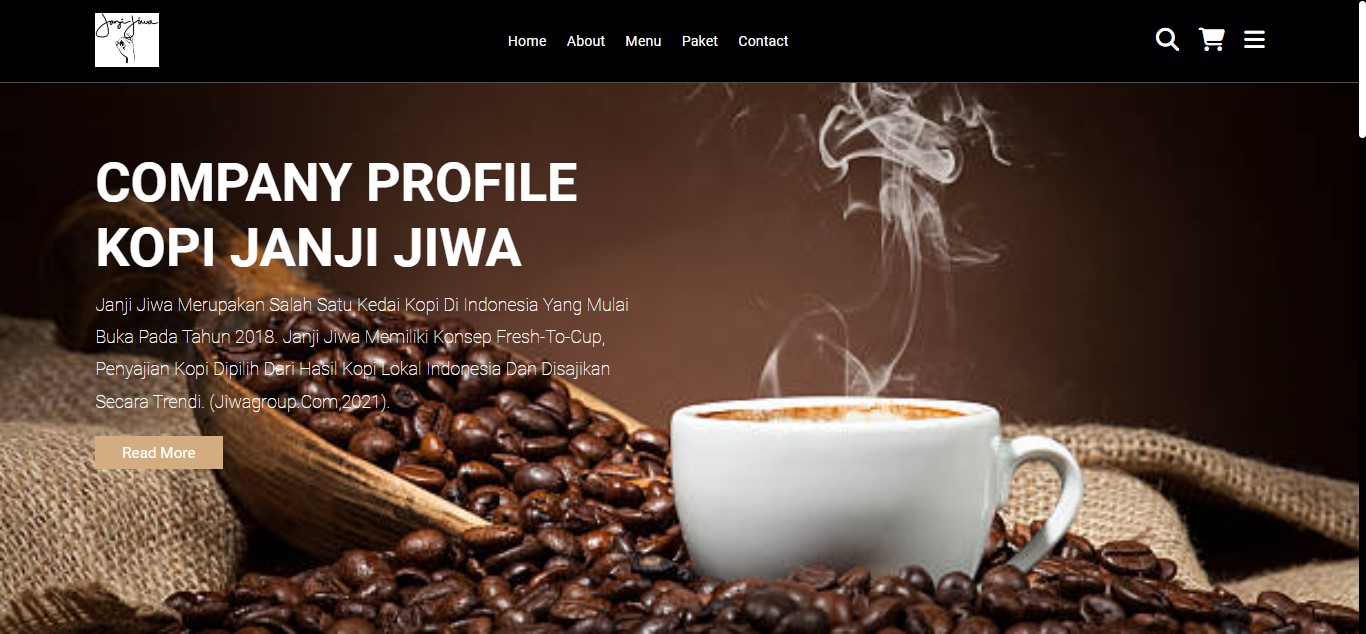 Janji Jiwa
Home About Menu Paket Contact
COMPANY PROFILE
KOPI JANJI JIWA
Janji Jiwa Merupakan Salah Satu Kedai Kopi Di Indonesia Yang Mulai
Buka Pada Tahun 2018. Janji Jiwa Memiliki Konsep Fresh-To-Cup,
Penyajian Kopi Dipilih Dari Hasil Kopi Lokal Indonesia Dan Disajikan
Secara Trendi. (Jiwagroup.Com,2021).
Read More